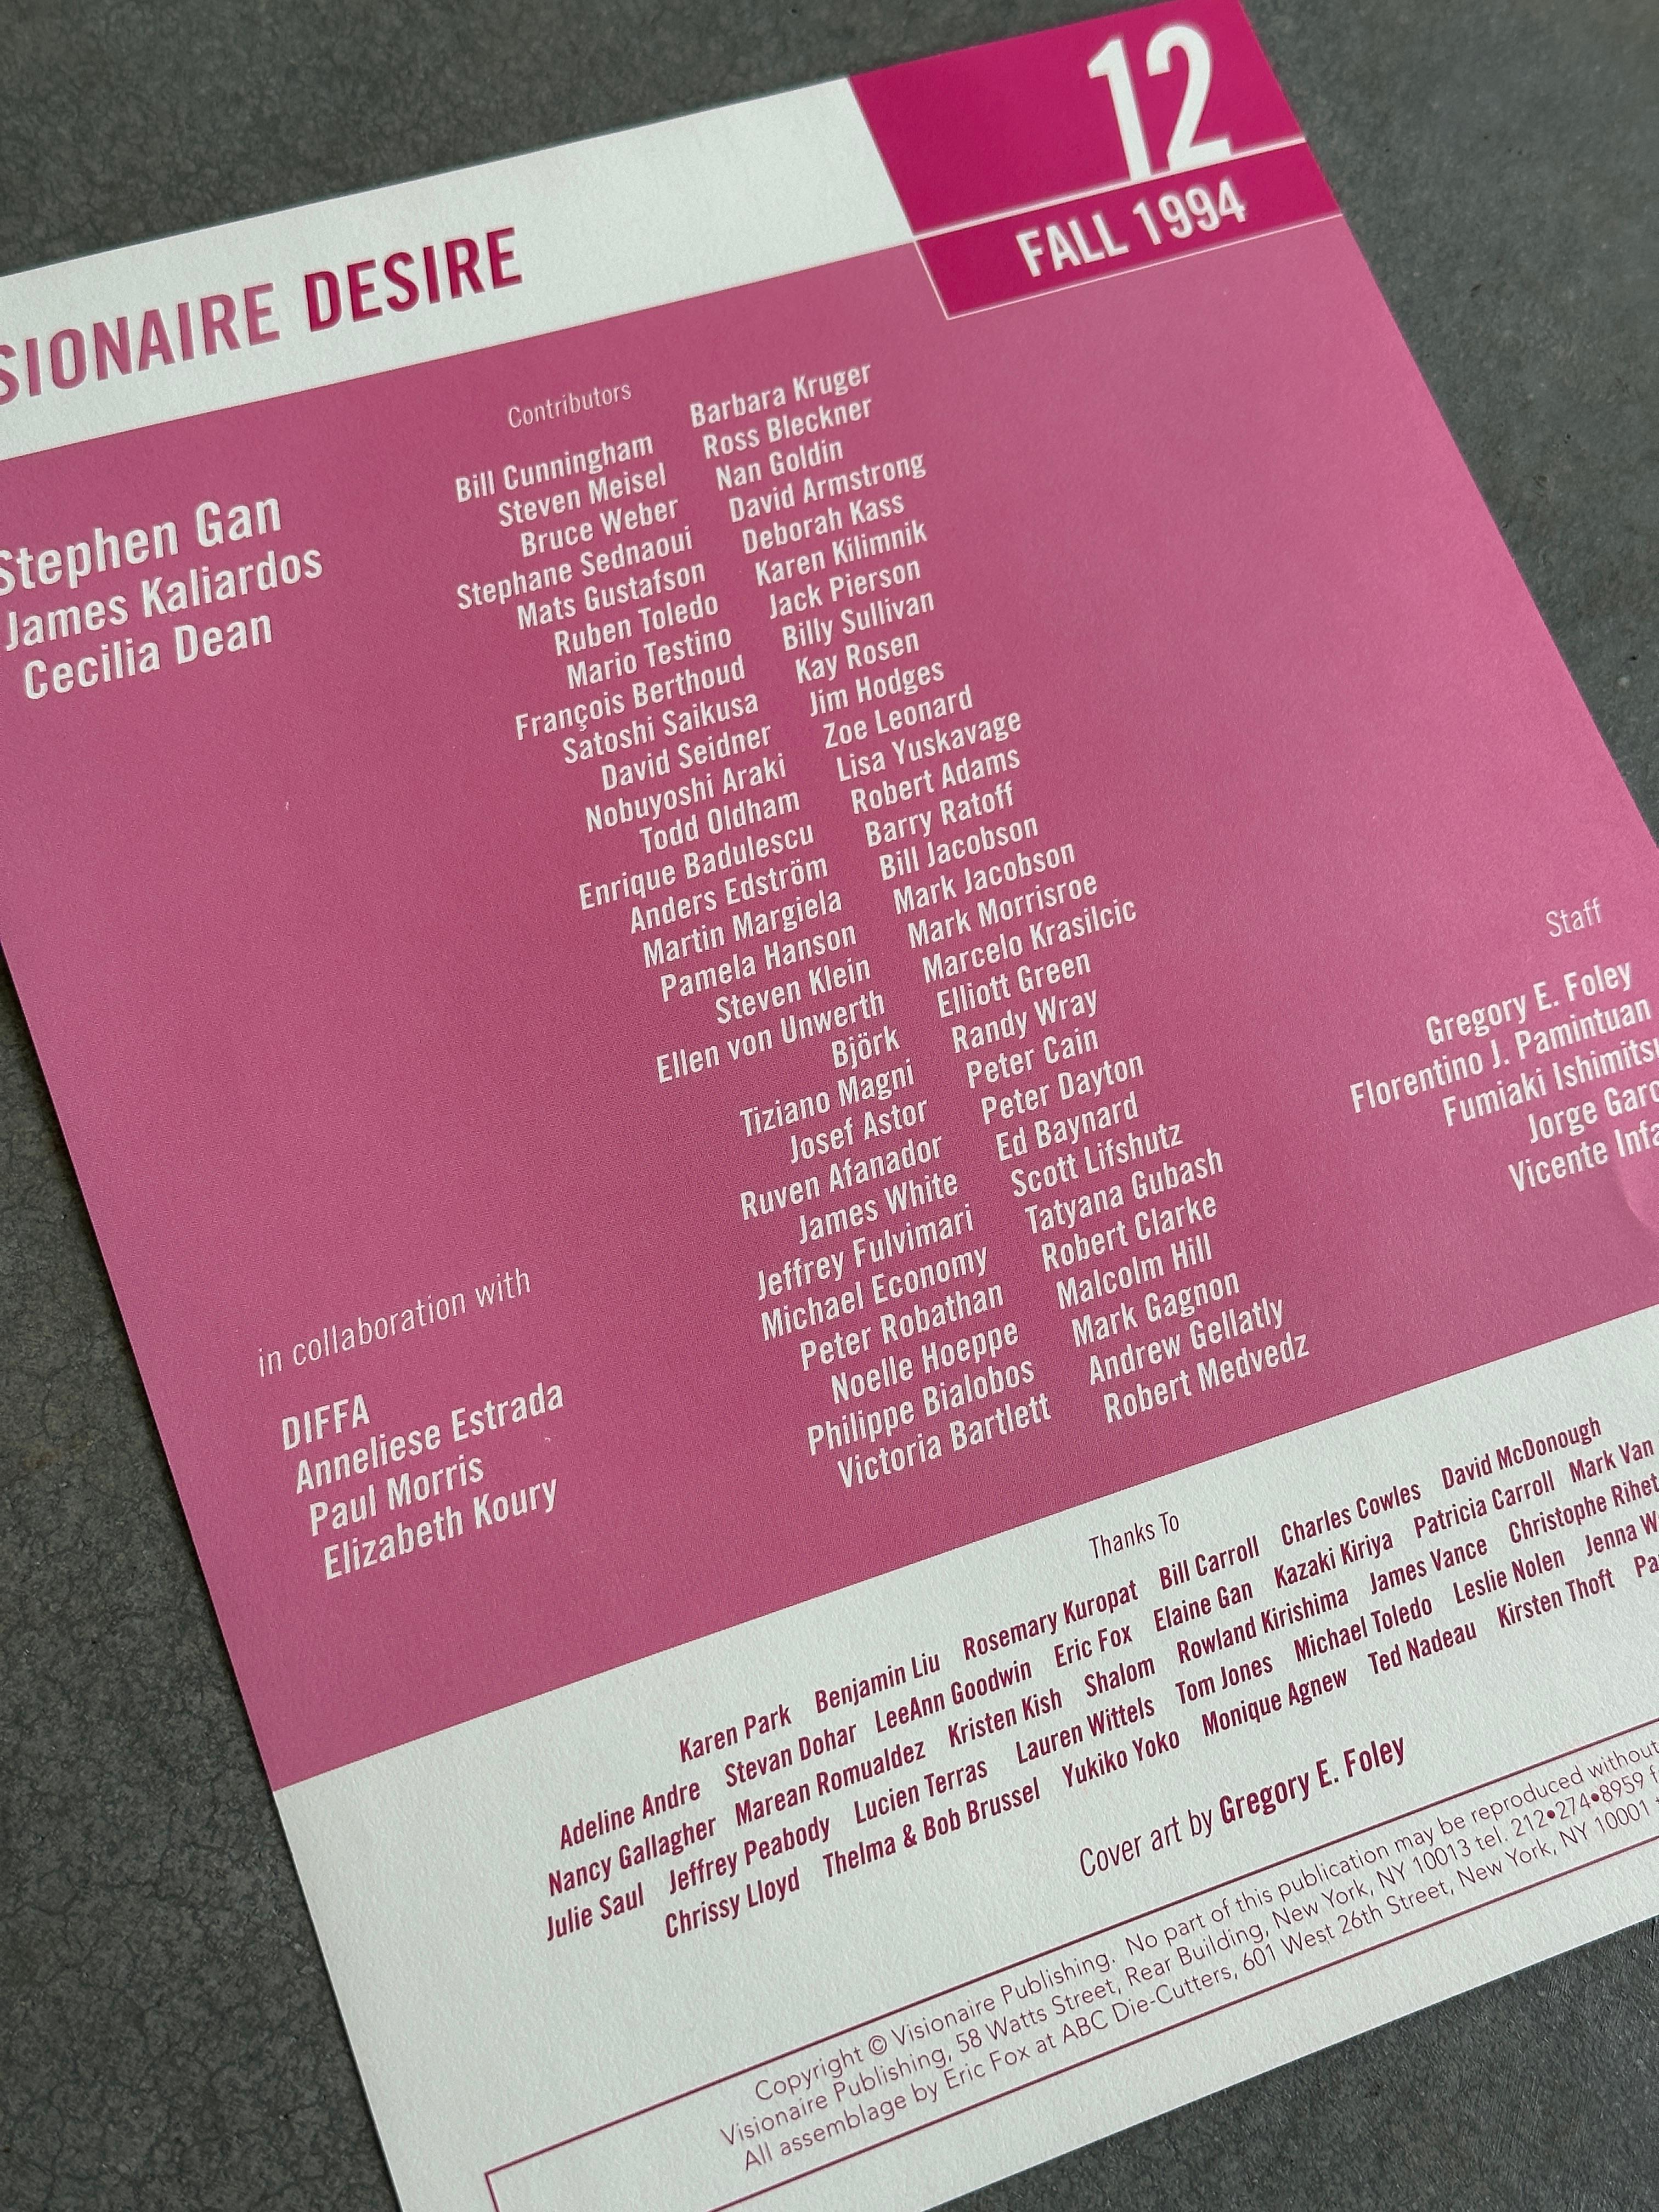 12
FALL 1994
SIONAIRE DESIRE
Stephen Gan
James Kaliardos
Cecilia Dean
Contributors
Bill Cunningham
Steven Meisel
Bruce Weber
Stephane Sednaoui
Mats Gustafson
Ruben Toledo
Mario Testino
François Berthoud
Satoshi Saikusa
David Seidner
Nobuyoshi Araki
Todd Oldham
Enrique Badulescu
Anders Edström
Martin Margiela
Pamela Hanson
Steven Klein
Ellen von Unwerth
Björk
Tiziano Magni
Josef Astor
Ruven Afanador
James White
Jeffrey Fulvimari
Michael Economy
Peter Robathan
Noelle Hoeppe
Philippe Bialobos
Victoria Bartlett
Barbara Kruger
Ross Bleckner
Nan Goldin
David Armstrong
Deborah Kass
Karen Kilimnik
Jack Pierson
Billy Sullivan
Kay Rosen
Jim Hodges
Zoe Leonard
Lisa Yuskavage
Robert Adams
Barry Ratoff
Bill Jacobson
Mark Jacobson
Mark Morrisroe
Marcelo Krasilcic
Elliott Green
Randy Wray
Peter Cain
Peter Dayton
Ed Baynard
Scott Lifshutz
Tatyana Gubash
Robert Clarke
Malcolm Hill
Mark Gagnon
Andrew Gellatly
Robert Medvedz
Staff
Gregory E. Foley
Florentino J. Pamintuan
Fumiaki Ishimits
Jorge Garc
Vicente Infa
in collaboration with
DIFFA
Anneliese Estrada
Paul Morris
Elizabeth Koury
Thanks To
Karen Park Benjamin Liu Rosemary Kuropat Bill Carroll Charles Cowles David McDonough
Adeline Andre Stevan Dohar LeeAnn Goodwin Eric Fox Elaine Gan Kazaki Kiriya Patricia Carroll Mark Van
Nancy Gallagher Marean Romualdez Kristen Kish Shalom Rowland Kirishima James Vance Christophe Rihet
Julie Saul Jeffrey Peabody Lucien Terras Lauren Wittels Tom Jones Michael Toledo Leslie Nolen Jenna W
Chrissy Lloyd Thelma & Bob Brussel Yukiko Yoko Monique Agnew Ted Nadeau Kirsten Thoft Pa
Cover art by Gregory E. Foley
Copyright © Visionaire Publishing. No part of this publication may be reproduced without
Visionaire Publishing, 58 Watts Street, Rear Building, New York, NY 10013 tel. 212•274•8959 f
All assemblage by Eric Fox at ABC Die-Cutters, 601 West 26th Street, New York, NY 10001